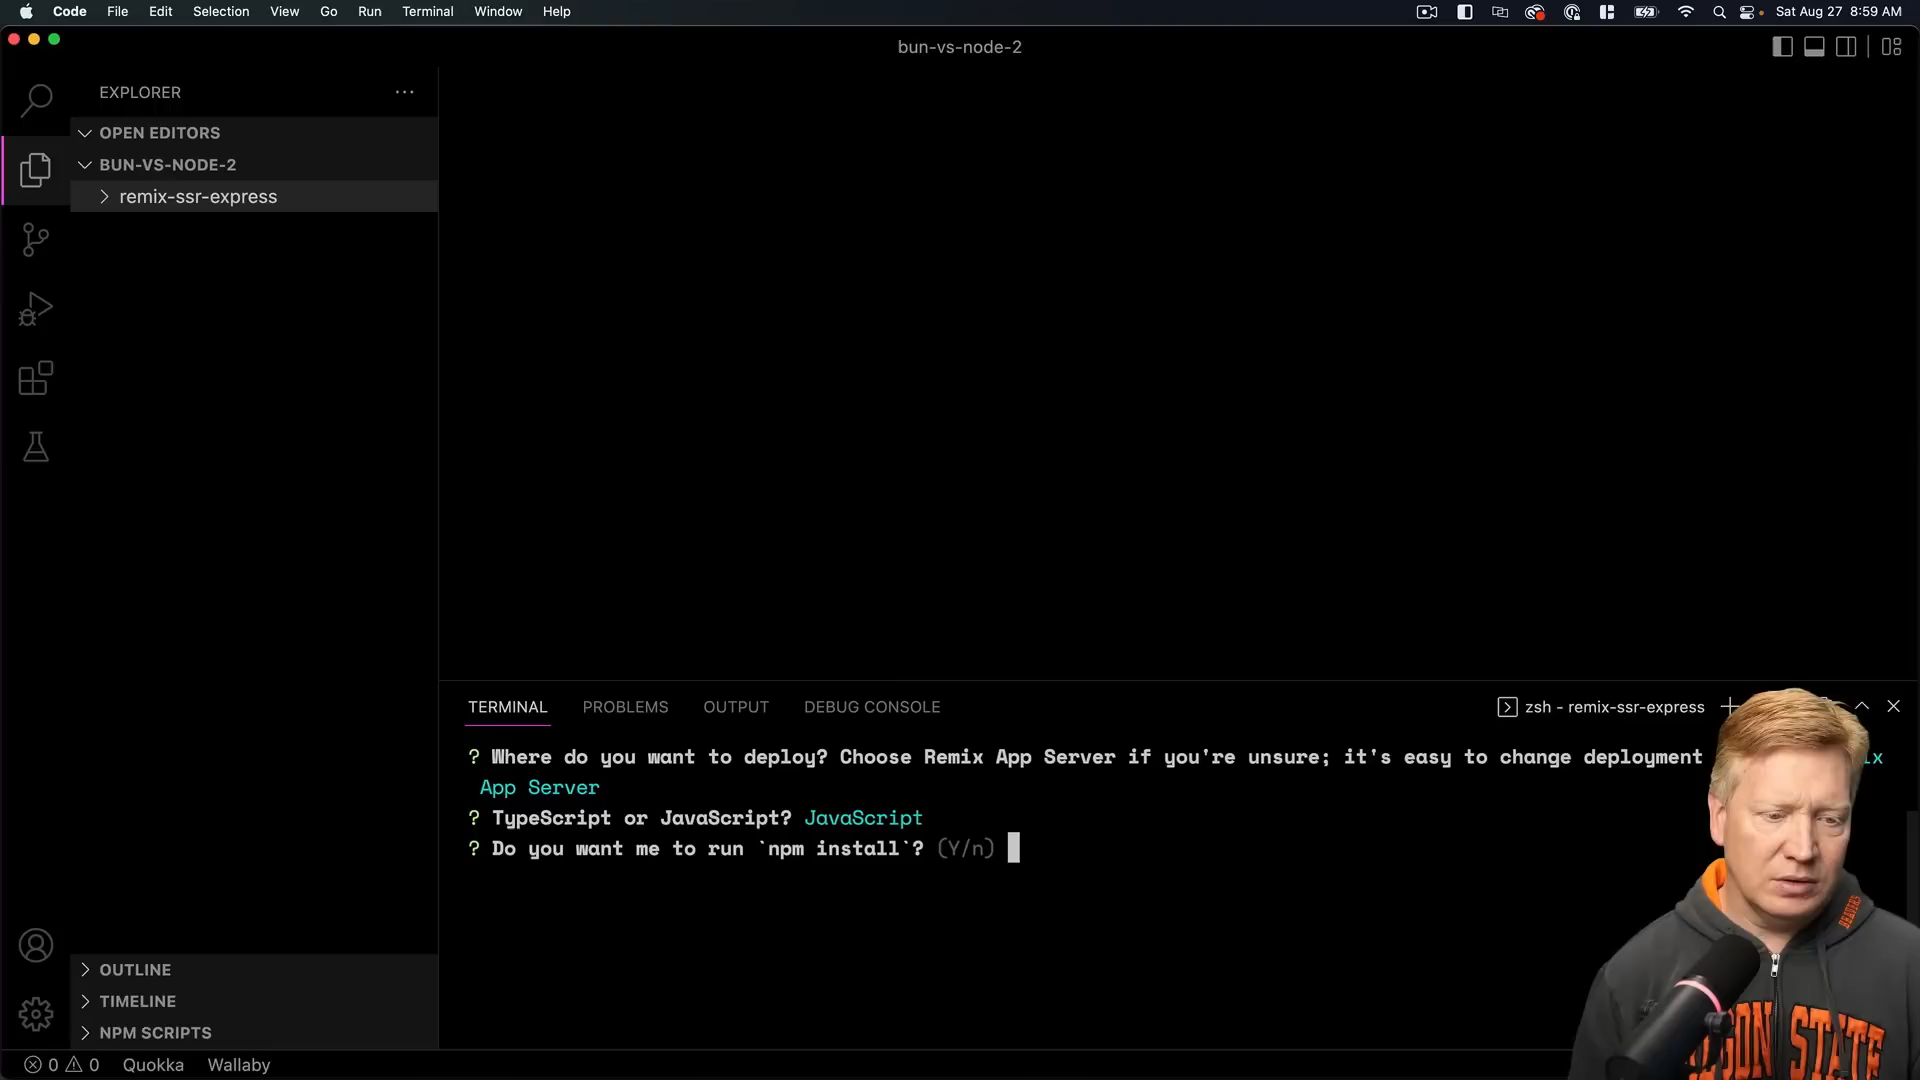 Code File Edit Selection View Go Run Terminal Window Help
Sat Aug 27 8:59 AM
bun-vs-node-2
EXPLORER
OPEN EDITORS
BUN-VS-NODE-2
remix-ssr-express
TERMINAL PROBLEMS OUTPUT DEBUG CONSOLE
zsh - remix-ssr-express
? Where do you want to deploy? Choose Remix App Server if you're unsure; it's easy to change deployment
App Server
? TypeScript or JavaScript? JavaScript
? Do you want me to run `npm install`? (Y/n)
OUTLINE
TIMELINE
NPM SCRIPTS
0 0 Quokka Wallaby
BEAVERS
STATE